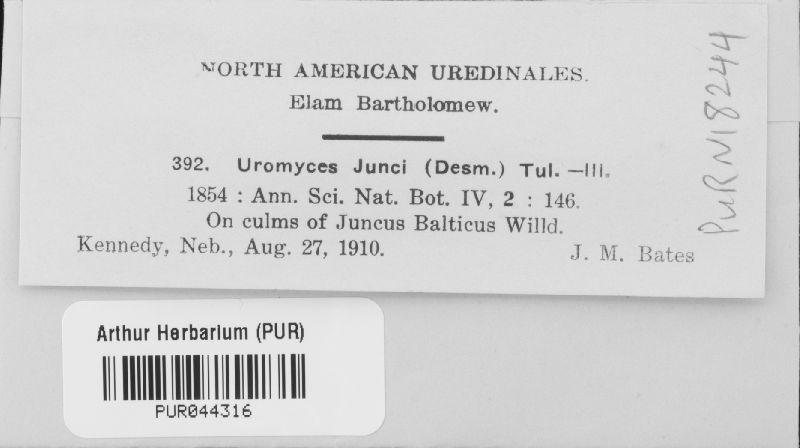 NORTH AMERICAN UREDINALES.
Elam Bartholomew.
392. Uromyces Junci (Desm.) Tul. —III.
1854 : Ann. Sci. Nat. Bot. IV, 2 : 146.
On culms of Juncus Balticus Willd.
Kennedy, Neb., Aug. 27, 1910. J. M. Bates
PUR N18244
Arthur Herbarium (PUR)
PUR044316